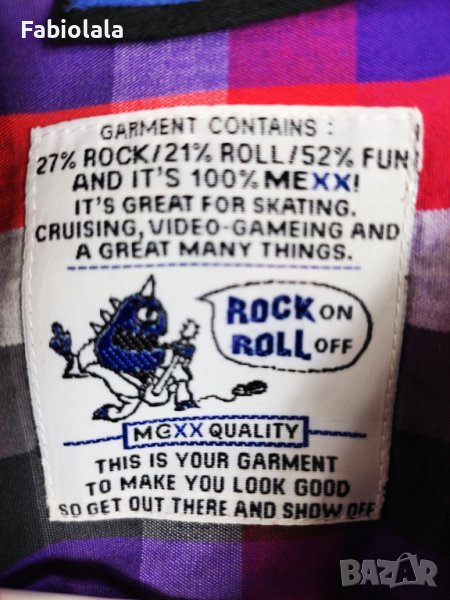 Fabiolala
GARMENT CONTAINS :
27% ROCK/21% ROLL/52% FUN
AND IT'S 100% MEXX!
IT'S GREAT FOR SKATING.
CRUISING, VIDEO-GAMEING AND
A GREAT MANY THINGS.
ROCK ON
ROLL OFF
MEXX QUALITY
THIS IS YOUR GARMENT
TO MAKE YOU LOOK GOOD
SO GET OUT THERE AND SHOW OFF
BAZAR